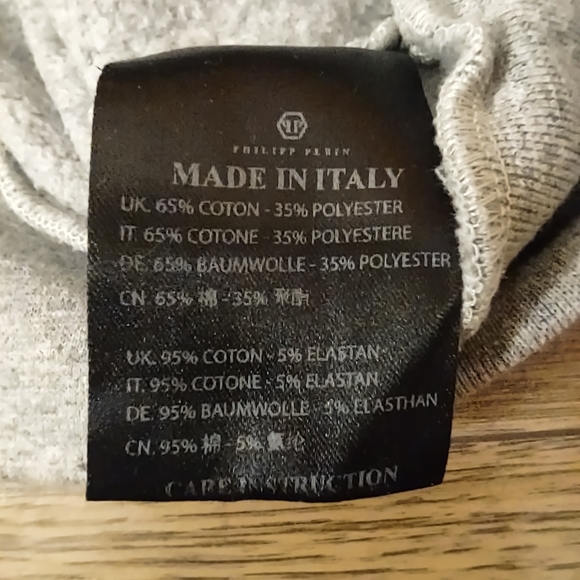 PHILIPP PLEIN
MADE IN ITALY
UK. 65% COTON - 35% POLYESTER
IT. 65% COTONE - 35% POLYESTERE
DE. 65% BAUMWOLLE - 35% POLYESTER
CN. 65% 棉 - 35% 聚酯
UK. 95% COTON - 5% ELASTAN
IT. 95% COTONE - 5% ELASTAN
DE. 95% BAUMWOLLE - 5% ELASTHAN
CN. 95% 棉 - 5%
CARE INSTRUCTION